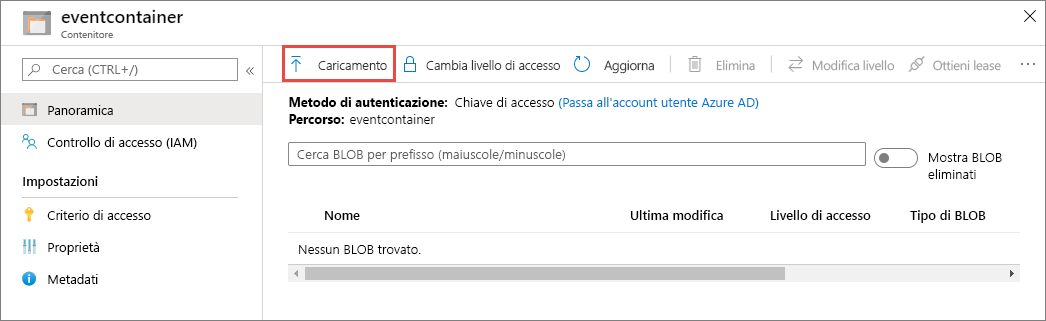 eventcontainer
Contenitore
Cerca (CTRL+/)
Panoramica
Controllo di accesso (IAM)
Impostazioni
Criterio di accesso
Proprietà
Metadati
Caricamento Cambia livello di accesso Aggiorna Elimina Modifica livello Ottieni lease
Metodo di autenticazione: Chiave di accesso (Passa all'account utente Azure AD)
Percorso: eventcontainer
Cerca BLOB per prefisso (maiuscole/minuscole)
Mostra BLOB
eliminati
Nome Ultima modifica Livello di accesso Tipo di BLOB
Nessun BLOB trovato.